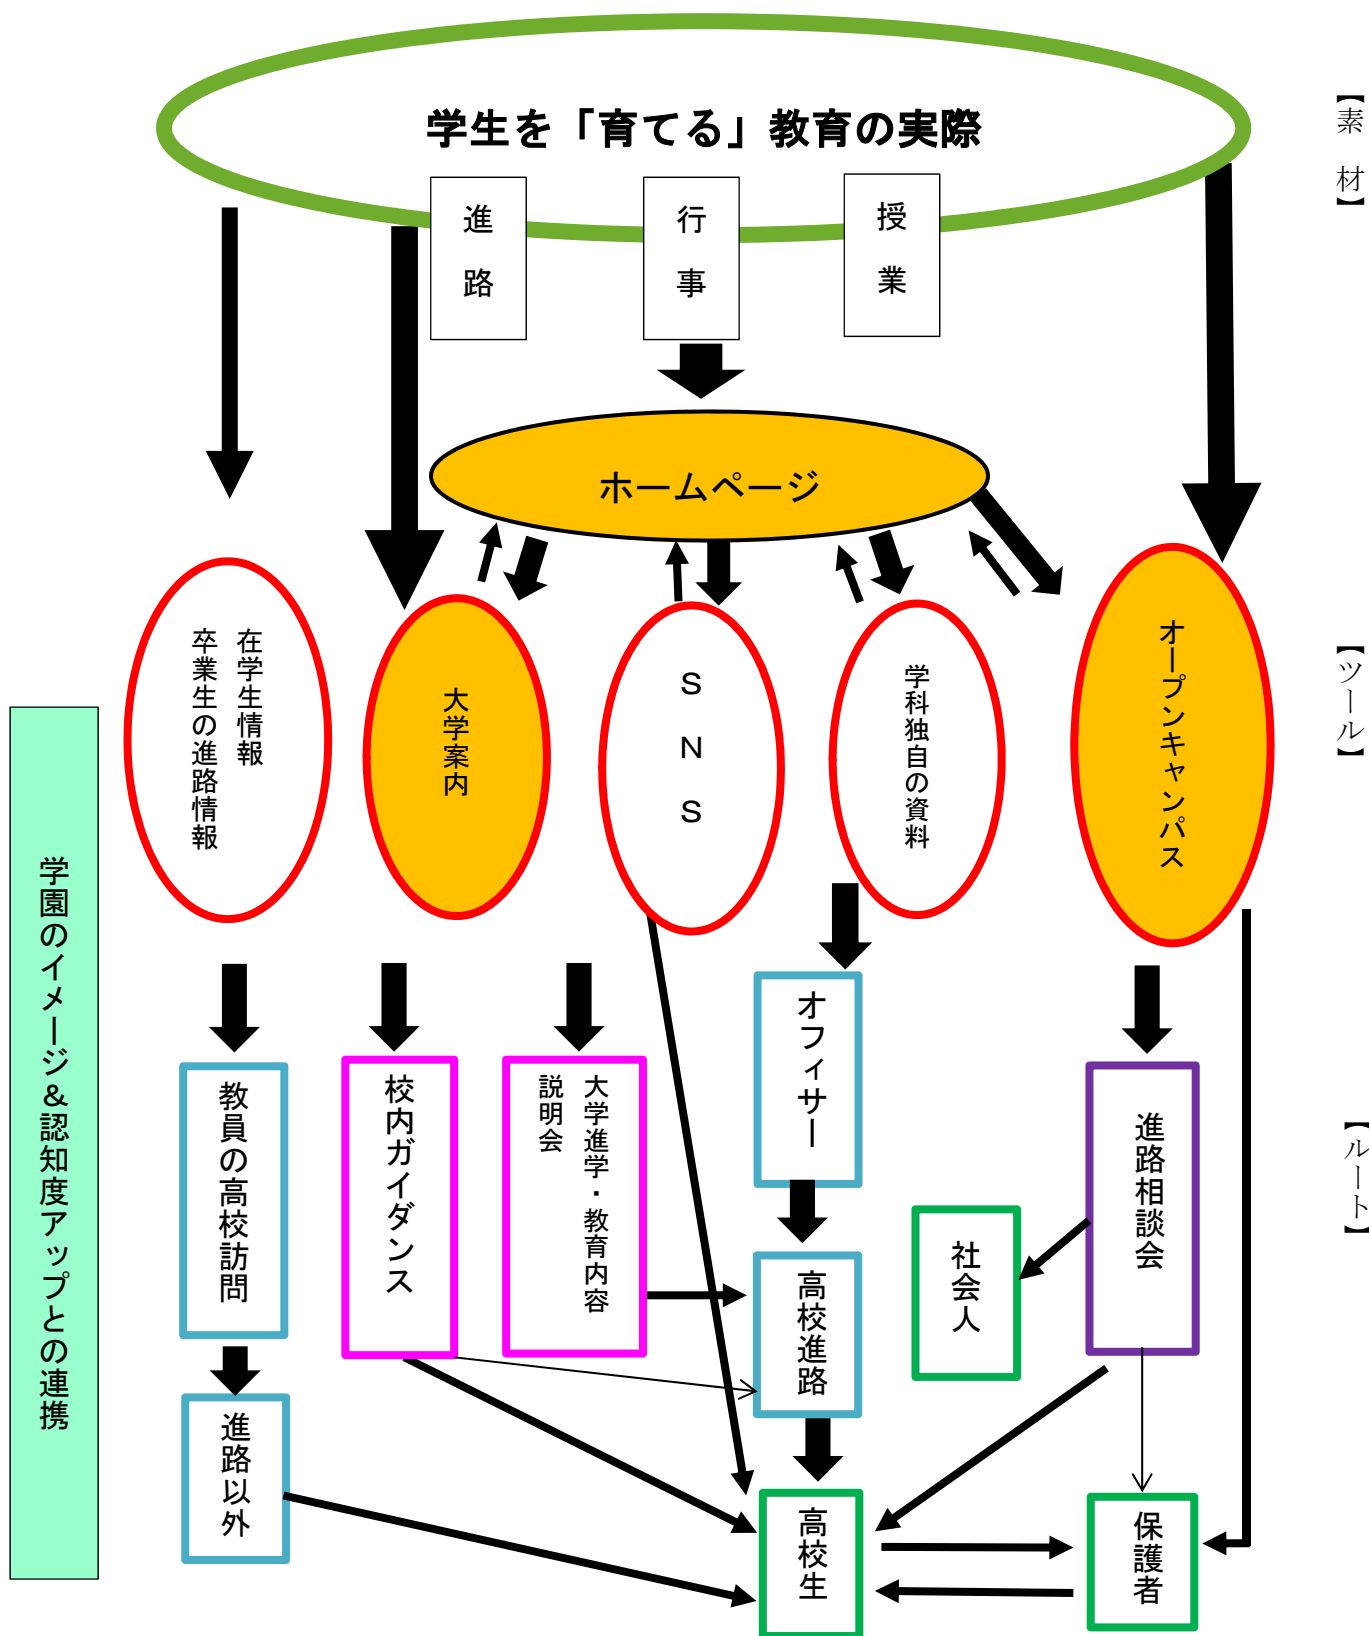 学生を「育てる」教育の実際
【素　材】
進路
行事
授業
ホームページ
在学生情報
卒業生の進路情報
大学案内
ＳＮＳ
学科独自の資料
オープンキャンパス
【ツール】
学園のイメージ＆認知度アップとの連携
教員の高校訪問
校内ガイダンス
大学進学・教育内容
説明会
オフィサー
進路相談会
【ルート】
社会人
高校進路
進路以外
高校生
保護者